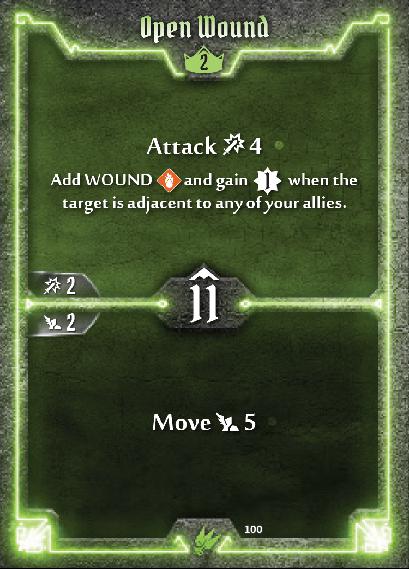 Open Wound
2
Attack 4
Add WOUND and gain 1 when the
target is adjacent to any of your allies.
2
11
2
Move 5
100